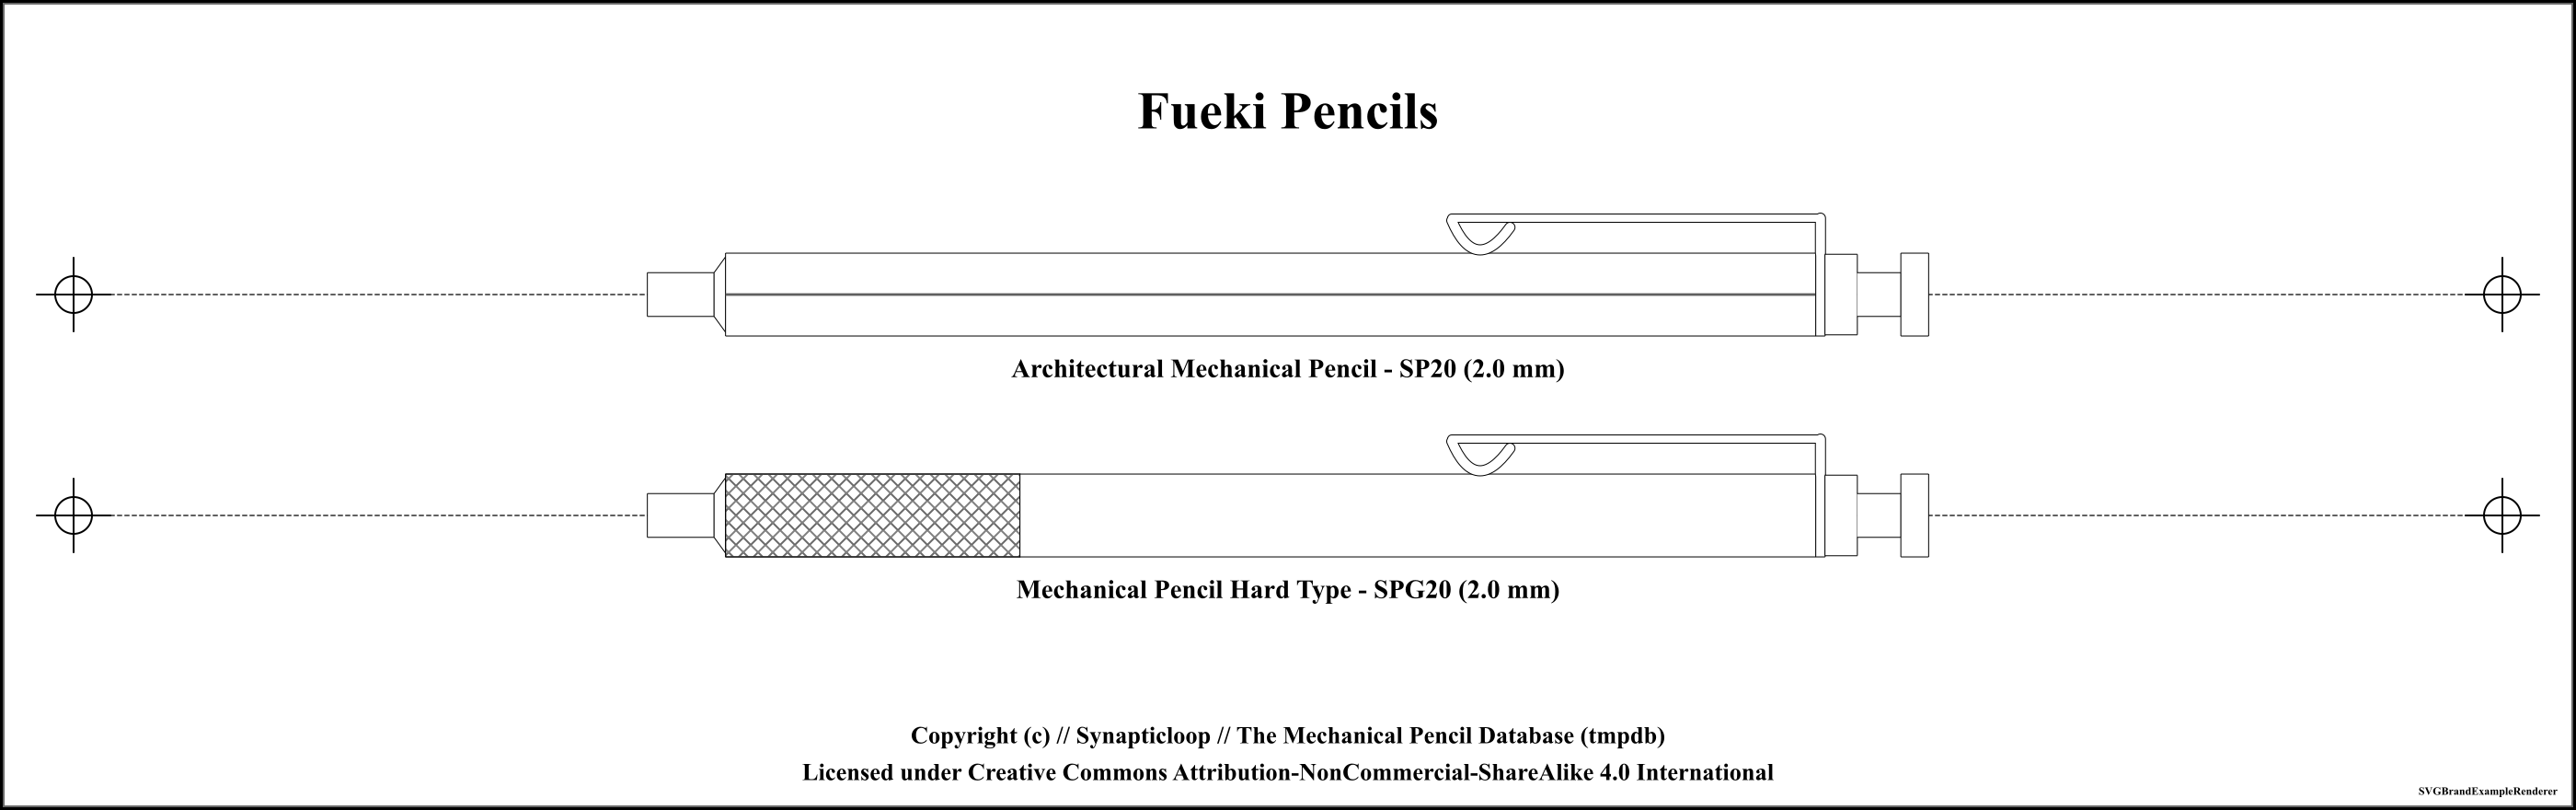 Fueki Pencils
Architectural Mechanical Pencil - SP20 (2.0 mm)
Mechanical Pencil Hard Type - SPG20 (2.0 mm)
Copyright (c) // Synapticloop // The Mechanical Pencil Database (tmpdb)
Licensed under Creative Commons Attribution-NonCommercial-ShareAlike 4.0 International
SVGBrandExampleRenderer